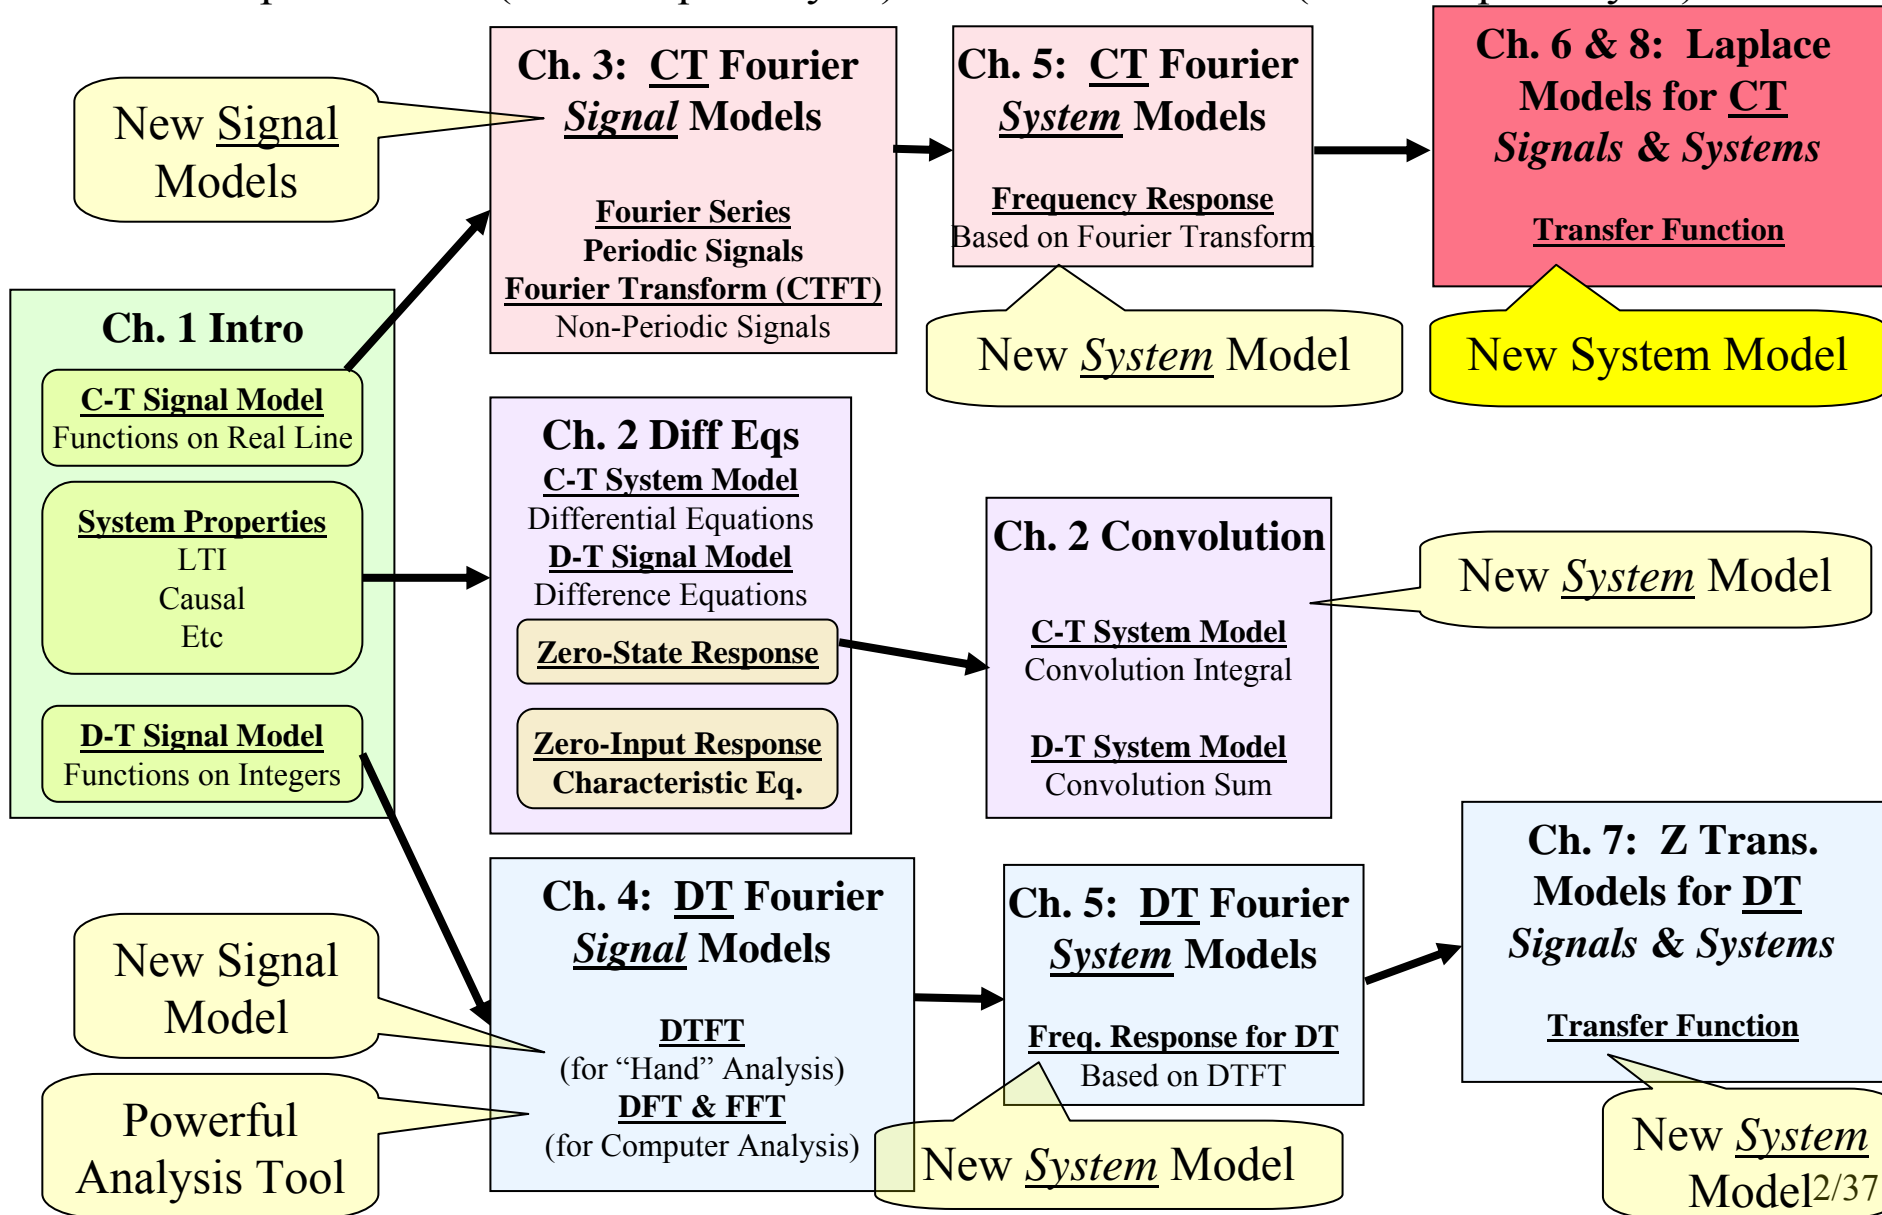 New Signal
Models
Ch. 3: CT Fourier
Signal Models
Fourier Series
Periodic Signals
Fourier Transform (CTFT)
Non-Periodic Signals
Ch. 5: CT Fourier
System Models
Frequency Response
Based on Fourier Transform
New System Model
Ch. 6 & 8: Laplace
Models for CT
Signals & Systems
Transfer Function
New System Model
Ch. 1 Intro
C-T Signal Model
Functions on Real Line
System Properties
LTI
Causal
Etc
D-T Signal Model
Functions on Integers
Ch. 2 Diff Eqs
C-T System Model
Differential Equations
D-T Signal Model
Difference Equations
Zero-State Response
Zero-Input Response
Characteristic Eq.
Ch. 2 Convolution
C-T System Model
Convolution Integral
D-T System Model
Convolution Sum
New System Model
New Signal
Model
Powerful
Analysis Tool
Ch. 4: DT Fourier
Signal Models
DTFT
(for “Hand” Analysis)
DFT & FFT
(for Computer Analysis)
Ch. 5: DT Fourier
System Models
Freq. Response for DT
Based on DTFT
New System Model
Ch. 7: Z Trans.
Models for DT
Signals & Systems
Transfer Function
New System
Model
2/37